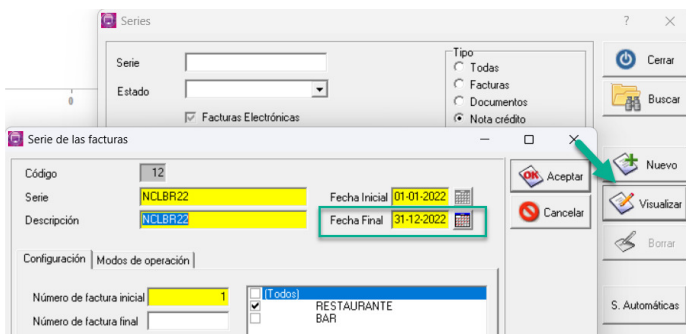 Series
Serie
Estado
Facturas Electrónicas
Tipo
Todas
Facturas
Documentos
Nota crédito
Cerrar
Buscar
Nuevo
Visualizar
Borrar
S. Automáticas
0
Serie de las facturas
Código 12
Serie NCLBR22 Fecha Inicial 01-01-2022
Descripción NCLBR22 Fecha Final 31-12-2022
OK Aceptar
Cancelar
Configuración Modos de operación
Número de factura inicial 1
Número de factura final
(Todos)
RESTAURANTE
BAR